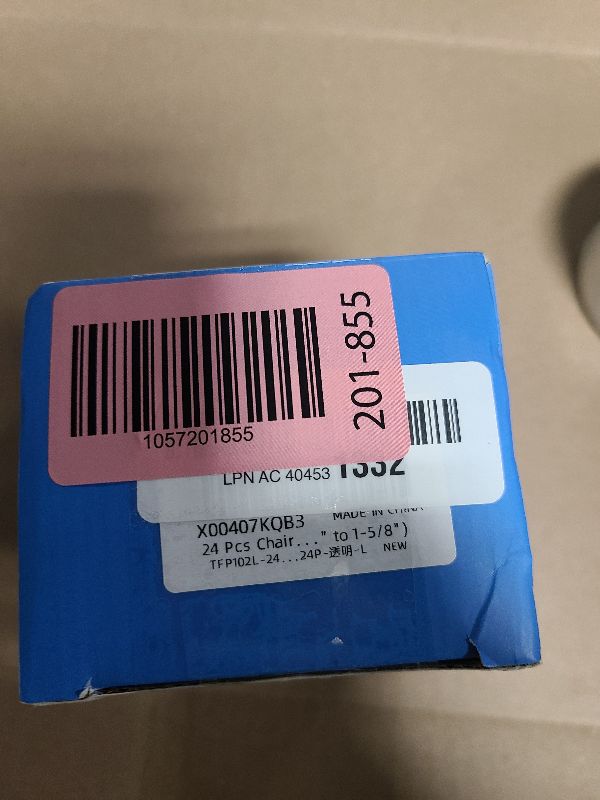 1057201855
201-855
LPN AC 40453 1332
X00407KQB3 MADE IN CHINA
24 Pcs Chair..." to 1-5/8")
TFP102L-24...24P-透明-L NEW